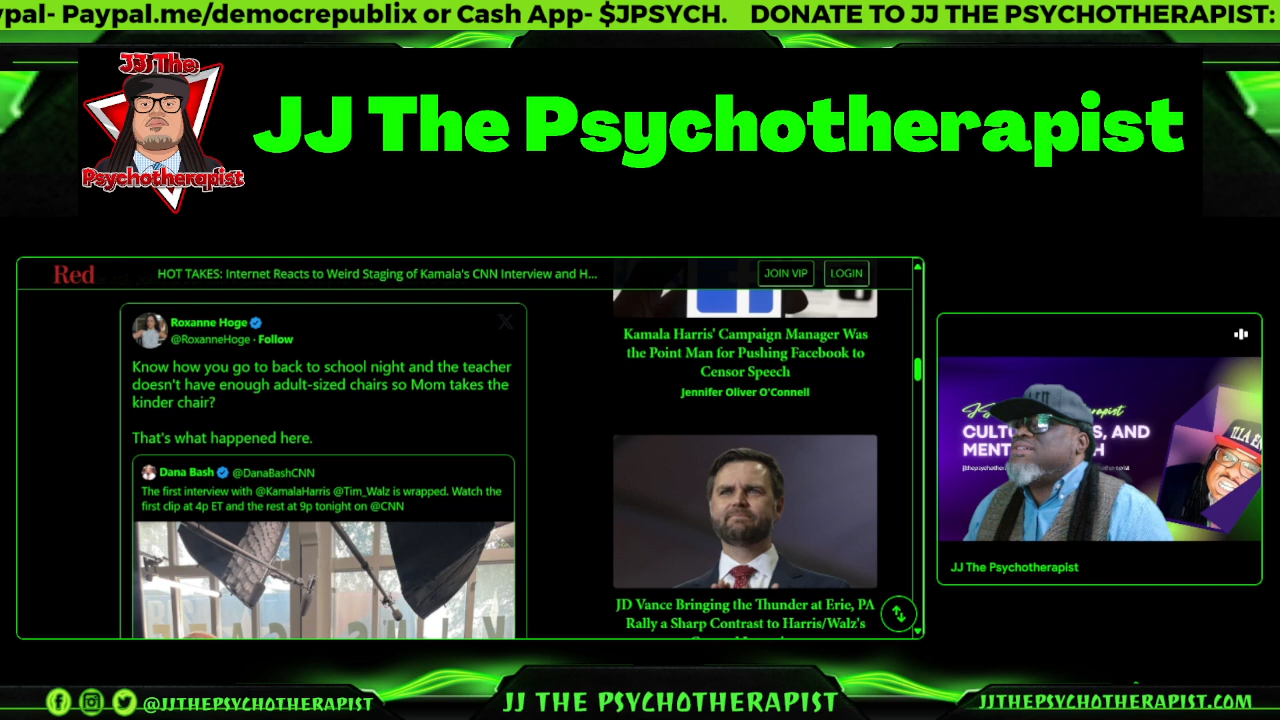 ypal- Paypal.me/democrepublix or Cash App- $JPSYCH. DONATE TO JJ THE PSYCHOTHERAPIST:
JJ The
Psychotherapist
JJ The Psychotherapist
Red
HOT TAKES: Internet Reacts to Weird Staging of Kamala's CNN Interview and H...
JOIN VIP
LOGIN
Roxanne Hoge
@RoxanneHoge · Follow
Know how you go to back to school night and the teacher
doesn't have enough adult-sized chairs so Mom takes the
kinder chair?
That's what happened here.
Dana Bash @DanaBashCNN
The first interview with @KamalaHarris @Tim_Walz is wrapped. Watch the
first clip at 4p ET and the rest at 9p tonight on @CNN
Kamala Harris' Campaign Manager Was
the Point Man for Pushing Facebook to
Censor Speech
Jennifer Oliver O'Connell
JD Vance Bringing the Thunder at Erie, PA
Rally a Sharp Contrast to Harris/Walz's
JJ The Psychotherapist
@JJTHEPSYCHOTHERAPIST
JJ THE PSYCHOTHERAPIST
JJTHEPSYCHOTHERAPIST.COM